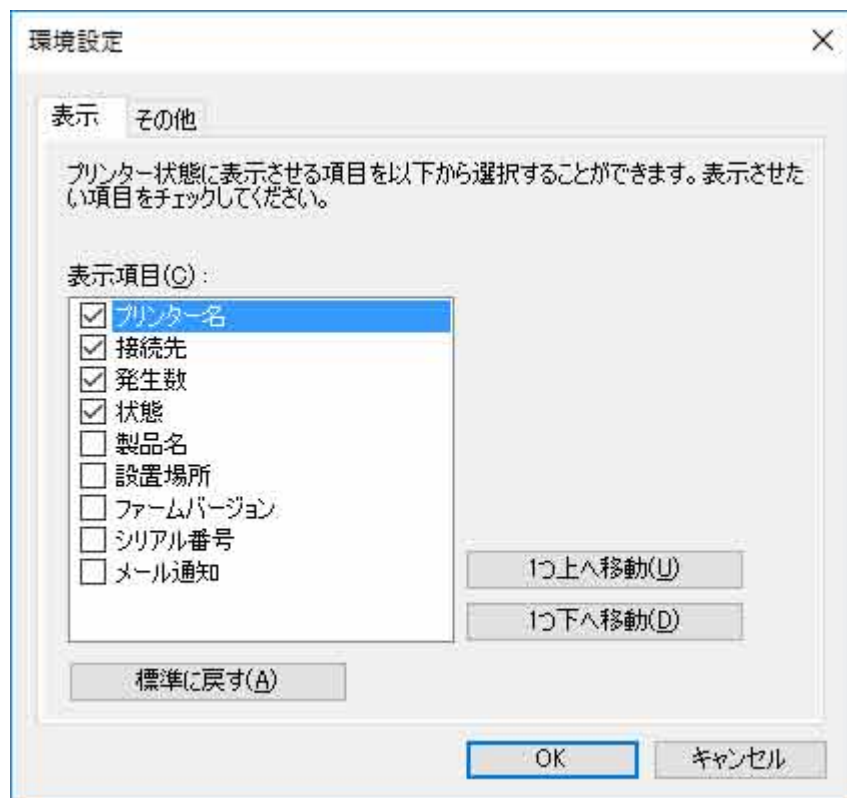 環境設定
表示 その他
プリンター状態に表示させる項目を以下から選択することができます。表示させた
い項目をチェックしてください。
表示項目(C):
プリンター名
接続先
発生数
状態
製品名
設置場所
ファームバージョン
シリアル番号
メール通知
1つ上へ移動(U)
1つ下へ移動(D)
標準に戻す(A)
OK キャンセル